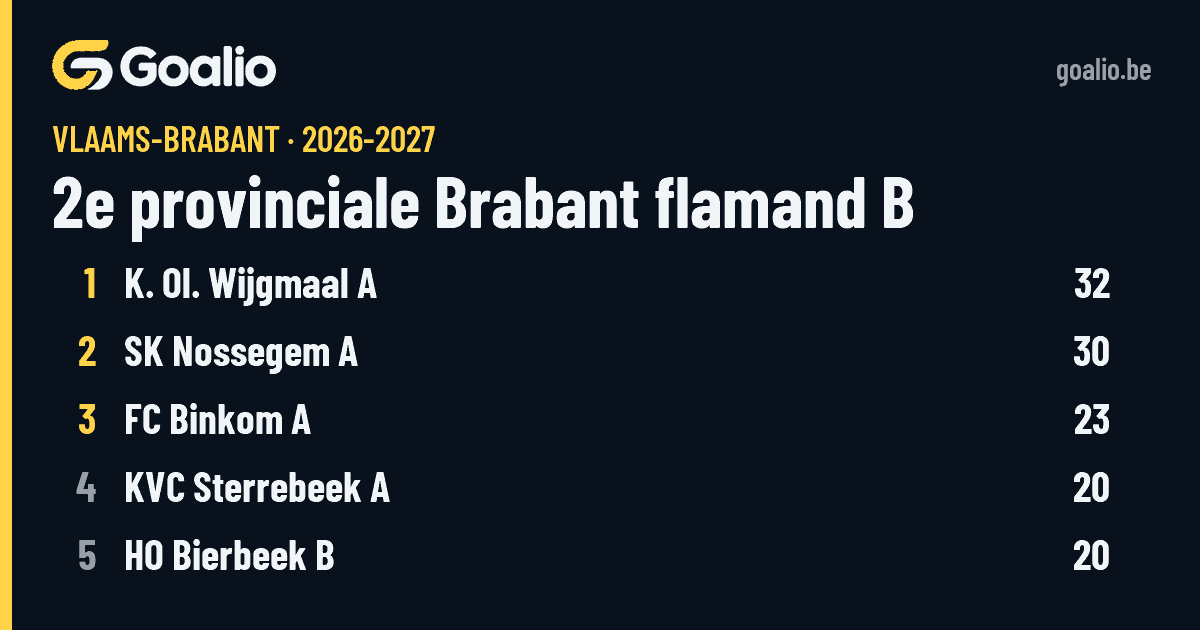 Goalio
goalio.be
VLAAMS-BRABANT · 2026-2027
2e provinciale Brabant flamand B
1 K. Ol. Wijgmaal A 32
2 SK Nossegem A 30
3 FC Binkom A 23
4 KVC Sterrebeek A 20
5 HO Bierbeek B 20